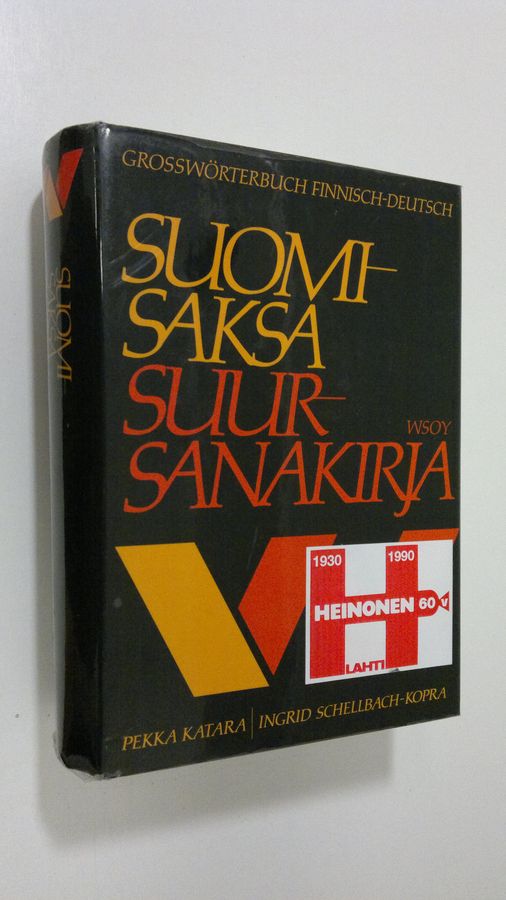 GROSSWÖRTERBUCH FINNISCH-DEUTSCH
SUOMI-
SAKSA
SUUR-
WSOY
SANAKIRJA
1930 1990
HEINONEN 60 v
LAHTI
PEKKA KATARA | INGRID SCHELLBACH-KOPRA
SUOMI